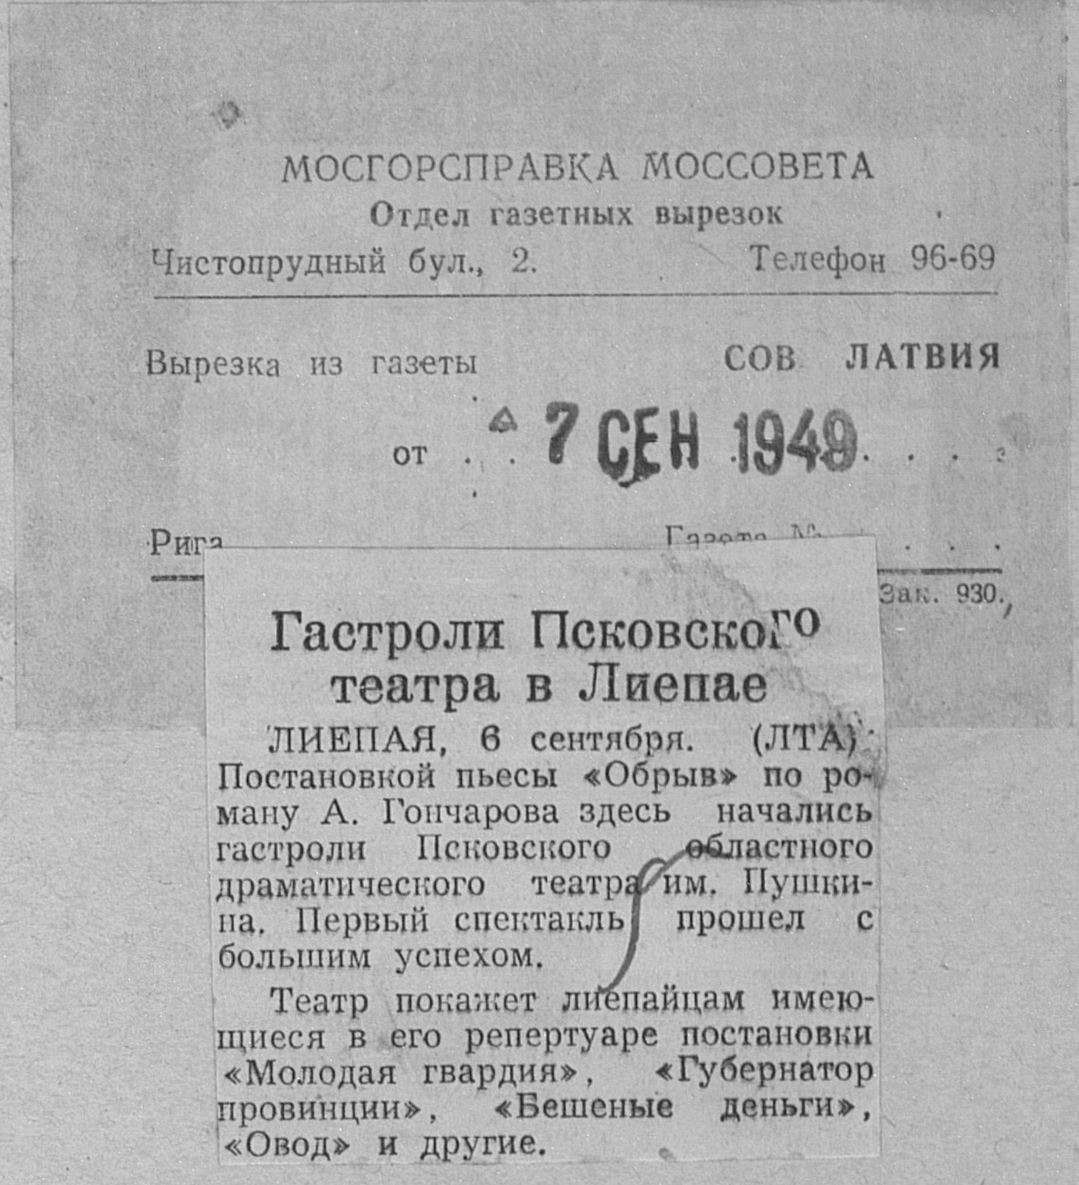 МОСГОРСПРАВКА МОССОВЕТА
Отдел газетных вырезок
Чистопрудный бул., 2. Телефон 96-69
Вырезка из газеты СОВ. ЛАТВИЯ
от 7 СЕН 1949
Рига Газета №
Зак. 930.
Гастроли Псковского
театра в Лиепае
ЛИЕПАЯ, 6 сентября. (ЛТА)
Постановкой пьесы «Обрыв» по ро-
ману А. Гончарова здесь начались
гастроли Псковского областного
драматического театра им. Пушки-
на. Первый спектакль прошел с
большим успехом.
Театр покажет лиепайцам имею-
щиеся в его репертуаре постановки
«Молодая гвардия», «Губернатор
провинции», «Бешеные деньги»,
«Овод» и другие.